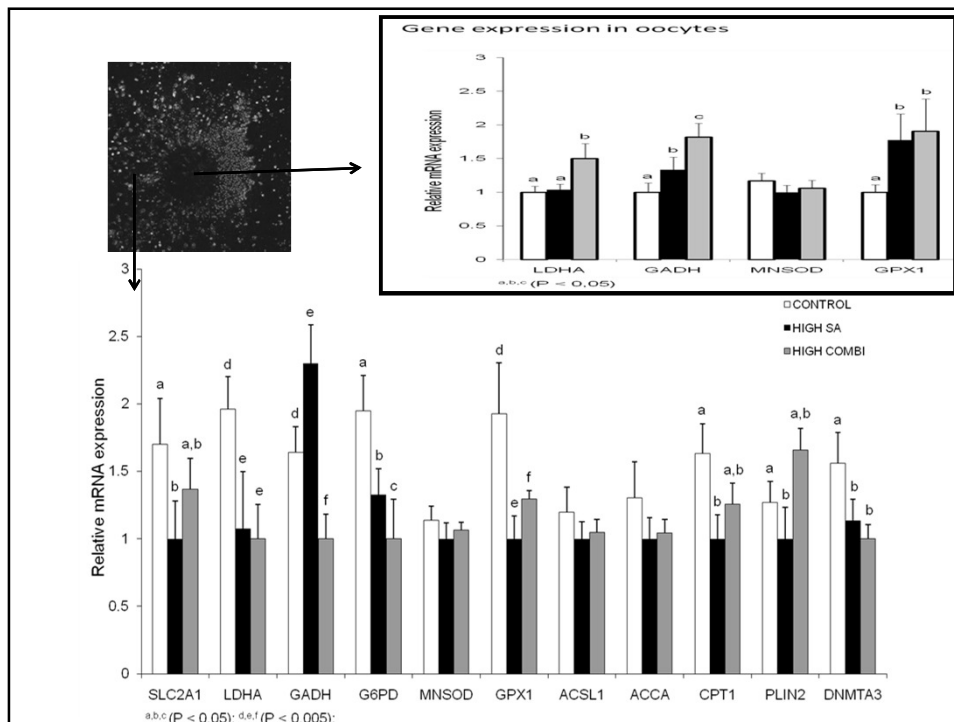 Gene expression in oocytes
Relative mRNA expression
3
2.5
2
1.5
1
0.5
0
a a b
a b c
a b b
LDHA GADH MNSOD GPX1
a,b,c (P < 0,05)
CONTROL
HIGH SA
HIGH COMBI
Relative mRNA expression
3
2.5
2
1.5
1
0.5
0
a b a,b
d e e
d e f
a b c
d e f
a b a,b
a b a,b
a b b
SLC2A1 LDHA GADH G6PD MNSOD GPX1 ACSL1 ACCA CPT1 PLIN2 DNMTA3
a,b,c (P < 0.05); d,e,f (P < 0.005);